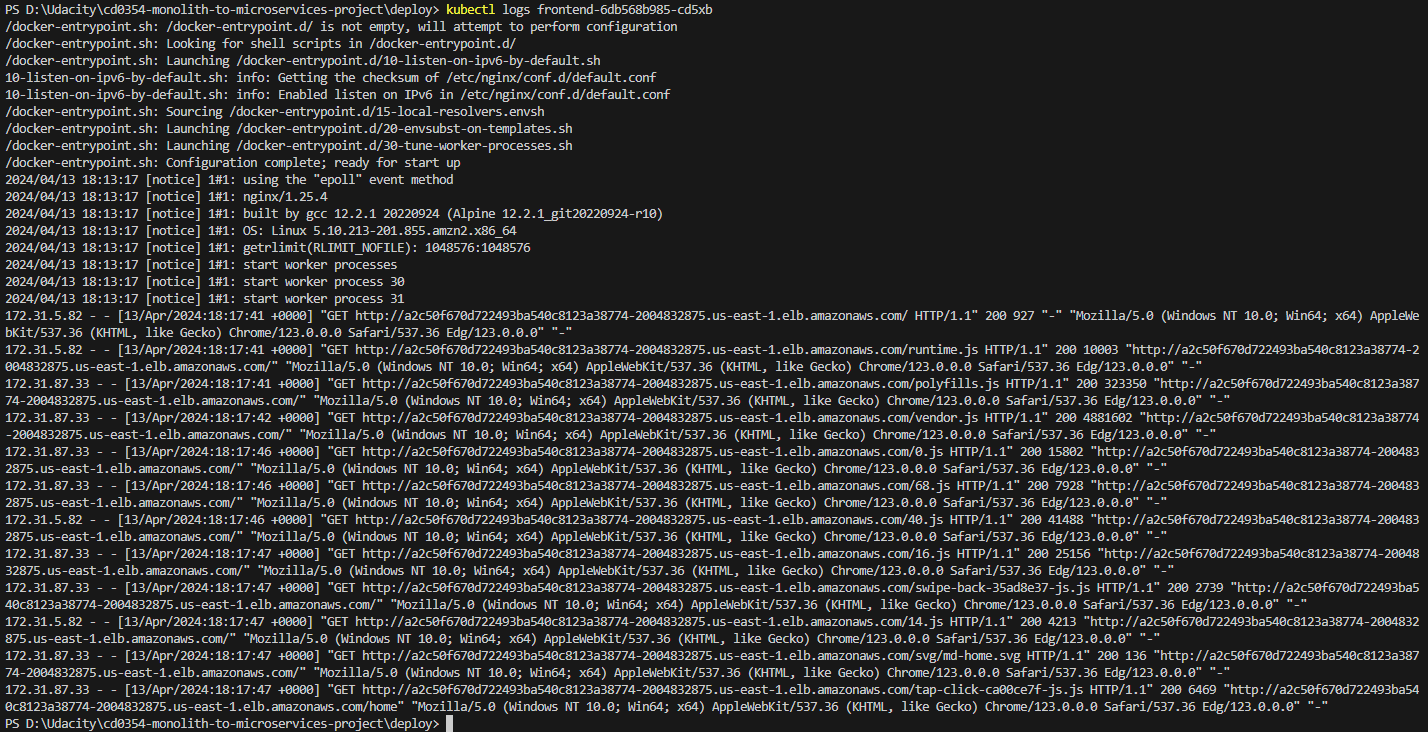 PS D:\Udacity\cd0354-monolith-to-microservices-project\deploy> kubectl logs frontend-6db568b985-cd5xb
/docker-entrypoint.sh: /docker-entrypoint.d/ is not empty, will attempt to perform configuration
/docker-entrypoint.sh: Looking for shell scripts in /docker-entrypoint.d/
/docker-entrypoint.sh: Launching /docker-entrypoint.d/10-listen-on-ipv6-by-default.sh
10-listen-on-ipv6-by-default.sh: info: Getting the checksum of /etc/nginx/conf.d/default.conf
10-listen-on-ipv6-by-default.sh: info: Enabled listen on IPv6 in /etc/nginx/conf.d/default.conf
/docker-entrypoint.sh: Sourcing /docker-entrypoint.d/15-local-resolvers.envsh
/docker-entrypoint.sh: Launching /docker-entrypoint.d/20-envsubst-on-templates.sh
/docker-entrypoint.sh: Launching /docker-entrypoint.d/30-tune-worker-processes.sh
/docker-entrypoint.sh: Configuration complete; ready for start up
2024/04/13 18:13:17 [notice] 1#1: using the "epoll" event method
2024/04/13 18:13:17 [notice] 1#1: nginx/1.25.4
2024/04/13 18:13:17 [notice] 1#1: built by gcc 12.2.1 20220924 (Alpine 12.2.1_git20220924-r10)
2024/04/13 18:13:17 [notice] 1#1: OS: Linux 5.10.213-201.855.amzn2.x86_64
2024/04/13 18:13:17 [notice] 1#1: getrlimit(RLIMIT_NOFILE): 1048576:1048576
2024/04/13 18:13:17 [notice] 1#1: start worker processes
2024/04/13 18:13:17 [notice] 1#1: start worker process 30
2024/04/13 18:13:17 [notice] 1#1: start worker process 31
172.31.5.82 - - [13/Apr/2024:18:17:41 +0000] "GET http://a2c50f670d722493ba540c8123a38774-2004832875.us-east-1.elb.amazonaws.com/ HTTP/1.1" 200 927 "-" "Mozilla/5.0 (Windows NT 10.0; Win64; x64) AppleWe
bKit/537.36 (KHTML, like Gecko) Chrome/123.0.0.0 Safari/537.36 Edg/123.0.0.0" "-"
172.31.5.82 - - [13/Apr/2024:18:17:41 +0000] "GET http://a2c50f670d722493ba540c8123a38774-2004832875.us-east-1.elb.amazonaws.com/runtime.js HTTP/1.1" 200 10003 "http://a2c50f670d722493ba540c8123a38774-2
004832875.us-east-1.elb.amazonaws.com/" "Mozilla/5.0 (Windows NT 10.0; Win64; x64) AppleWebKit/537.36 (KHTML, like Gecko) Chrome/123.0.0.0 Safari/537.36 Edg/123.0.0.0" "-"
172.31.87.33 - - [13/Apr/2024:18:17:41 +0000] "GET http://a2c50f670d722493ba540c8123a38774-2004832875.us-east-1.elb.amazonaws.com/polyfills.js HTTP/1.1" 200 323350 "http://a2c50f670d722493ba540c8123a387
74-2004832875.us-east-1.elb.amazonaws.com/" "Mozilla/5.0 (Windows NT 10.0; Win64; x64) AppleWebKit/537.36 (KHTML, like Gecko) Chrome/123.0.0.0 Safari/537.36 Edg/123.0.0.0" "-"
172.31.87.33 - - [13/Apr/2024:18:17:42 +0000] "GET http://a2c50f670d722493ba540c8123a38774-2004832875.us-east-1.elb.amazonaws.com/vendor.js HTTP/1.1" 200 4881602 "http://a2c50f670d722493ba540c8123a38774
-2004832875.us-east-1.elb.amazonaws.com/" "Mozilla/5.0 (Windows NT 10.0; Win64; x64) AppleWebKit/537.36 (KHTML, like Gecko) Chrome/123.0.0.0 Safari/537.36 Edg/123.0.0.0" "-"
172.31.87.33 - - [13/Apr/2024:18:17:46 +0000] "GET http://a2c50f670d722493ba540c8123a38774-2004832875.us-east-1.elb.amazonaws.com/0.js HTTP/1.1" 200 15802 "http://a2c50f670d722493ba540c8123a38774-200483
2875.us-east-1.elb.amazonaws.com/" "Mozilla/5.0 (Windows NT 10.0; Win64; x64) AppleWebKit/537.36 (KHTML, like Gecko) Chrome/123.0.0.0 Safari/537.36 Edg/123.0.0.0" "-"
172.31.87.33 - - [13/Apr/2024:18:17:46 +0000] "GET http://a2c50f670d722493ba540c8123a38774-2004832875.us-east-1.elb.amazonaws.com/68.js HTTP/1.1" 200 7928 "http://a2c50f670d722493ba540c8123a38774-200483
2875.us-east-1.elb.amazonaws.com/" "Mozilla/5.0 (Windows NT 10.0; Win64; x64) AppleWebKit/537.36 (KHTML, like Gecko) Chrome/123.0.0.0 Safari/537.36 Edg/123.0.0.0" "-"
172.31.5.82 - - [13/Apr/2024:18:17:46 +0000] "GET http://a2c50f670d722493ba540c8123a38774-2004832875.us-east-1.elb.amazonaws.com/40.js HTTP/1.1" 200 41488 "http://a2c50f670d722493ba540c8123a38774-200483
2875.us-east-1.elb.amazonaws.com/" "Mozilla/5.0 (Windows NT 10.0; Win64; x64) AppleWebKit/537.36 (KHTML, like Gecko) Chrome/123.0.0.0 Safari/537.36 Edg/123.0.0.0" "-"
172.31.87.33 - - [13/Apr/2024:18:17:47 +0000] "GET http://a2c50f670d722493ba540c8123a38774-2004832875.us-east-1.elb.amazonaws.com/16.js HTTP/1.1" 200 25156 "http://a2c50f670d722493ba540c8123a38774-20048
32875.us-east-1.elb.amazonaws.com/" "Mozilla/5.0 (Windows NT 10.0; Win64; x64) AppleWebKit/537.36 (KHTML, like Gecko) Chrome/123.0.0.0 Safari/537.36 Edg/123.0.0.0" "-"
172.31.87.33 - - [13/Apr/2024:18:17:47 +0000] "GET http://a2c50f670d722493ba540c8123a38774-2004832875.us-east-1.elb.amazonaws.com/swipe-back-35ad8e37-js.js HTTP/1.1" 200 2739 "http://a2c50f670d722493ba5
40c8123a38774-2004832875.us-east-1.elb.amazonaws.com/" "Mozilla/5.0 (Windows NT 10.0; Win64; x64) AppleWebKit/537.36 (KHTML, like Gecko) Chrome/123.0.0.0 Safari/537.36 Edg/123.0.0.0" "-"
172.31.5.82 - - [13/Apr/2024:18:17:47 +0000] "GET http://a2c50f670d722493ba540c8123a38774-2004832875.us-east-1.elb.amazonaws.com/14.js HTTP/1.1" 200 4213 "http://a2c50f670d722493ba540c8123a38774-2004832
875.us-east-1.elb.amazonaws.com/" "Mozilla/5.0 (Windows NT 10.0; Win64; x64) AppleWebKit/537.36 (KHTML, like Gecko) Chrome/123.0.0.0 Safari/537.36 Edg/123.0.0.0" "-"
172.31.87.33 - - [13/Apr/2024:18:17:47 +0000] "GET http://a2c50f670d722493ba540c8123a38774-2004832875.us-east-1.elb.amazonaws.com/svg/md-home.svg HTTP/1.1" 200 136 "http://a2c50f670d722493ba540c8123a387
74-2004832875.us-east-1.elb.amazonaws.com/" "Mozilla/5.0 (Windows NT 10.0; Win64; x64) AppleWebKit/537.36 (KHTML, like Gecko) Chrome/123.0.0.0 Safari/537.36 Edg/123.0.0.0" "-"
172.31.87.33 - - [13/Apr/2024:18:17:47 +0000] "GET http://a2c50f670d722493ba540c8123a38774-2004832875.us-east-1.elb.amazonaws.com/tap-click-ca00ce7f-js.js HTTP/1.1" 200 6469 "http://a2c50f670d722493ba54
0c8123a38774-2004832875.us-east-1.elb.amazonaws.com/home" "Mozilla/5.0 (Windows NT 10.0; Win64; x64) AppleWebKit/537.36 (KHTML, like Gecko) Chrome/123.0.0.0 Safari/537.36 Edg/123.0.0.0" "-"
PS D:\Udacity\cd0354-monolith-to-microservices-project\deploy>